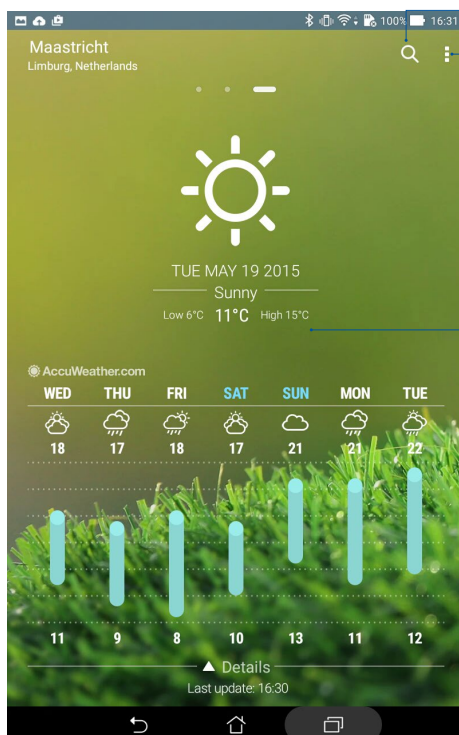 100% 16:31
Maastricht
Limburg, Netherlands
TUE MAY 19 2015
Sunny
Low 6°C 11°C High 15°C
AccuWeather.com
WED THU FRI SAT SUN MON TUE
18 17 18 17 21 21 22
11 9 8 10 13 11 12
Details
Last update: 16:30